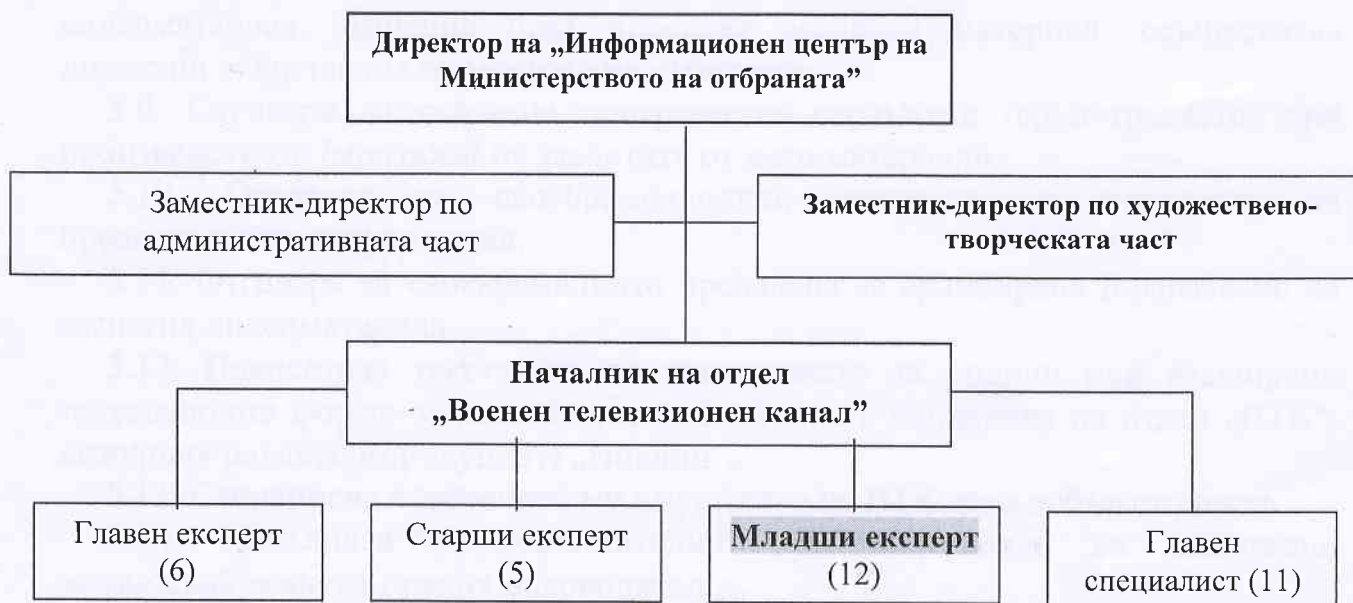 Директор на „Информационен център на
Министерството на отбраната”
Заместник-директор по
административната част
Заместник-директор по художествено-
творческата част
Началник на отдел
„Военен телевизионен канал”
Главен експерт
(6)
Старши експерт
(5)
Младши експерт
(12)
Главен
специалист (11)